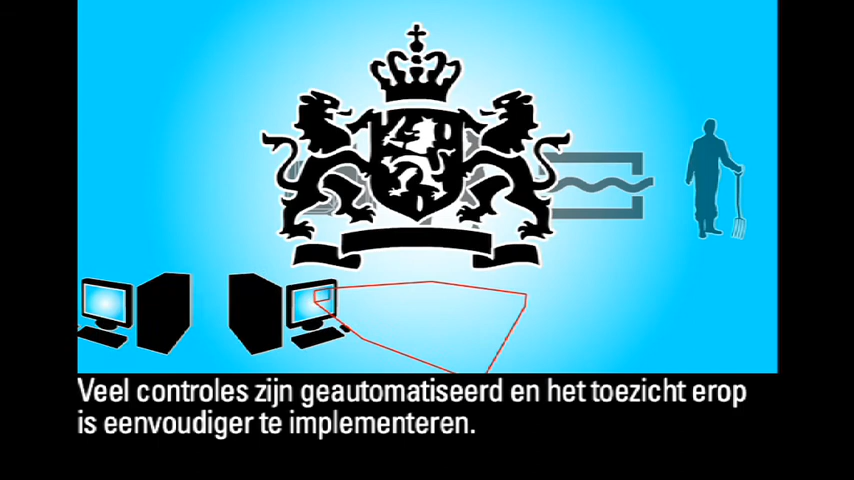 Veel controles zijn geautomatiseerd en het toezicht erop
is eenvoudiger te implementeren.